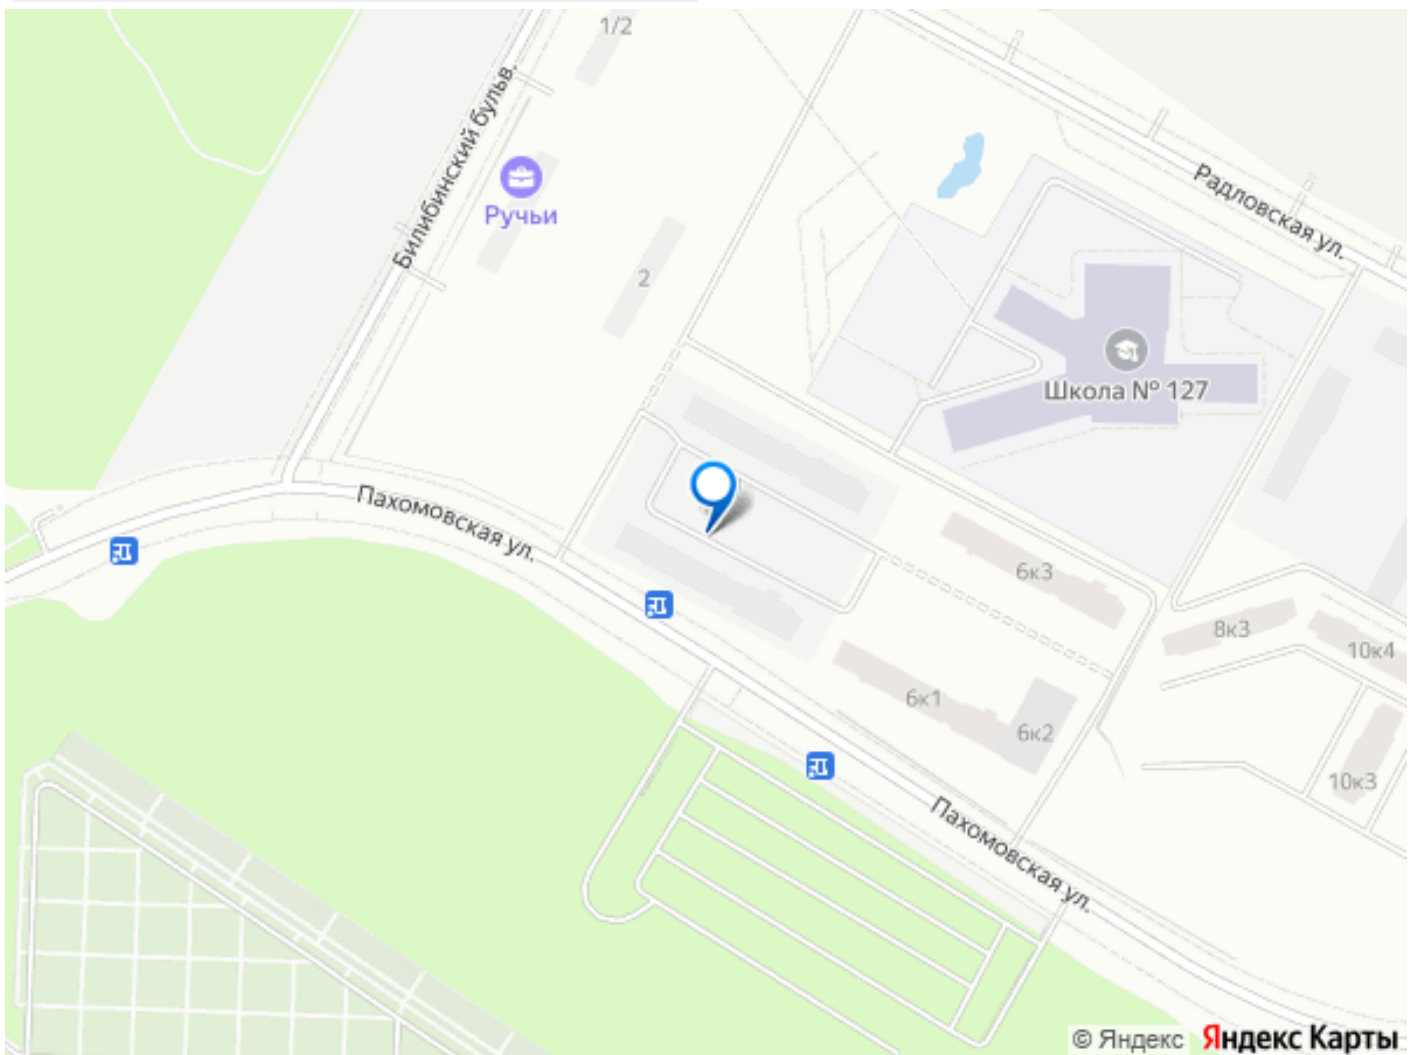 1/2
Билибинский бульв.
Ручьи
Радловская ул.
2
Школа № 127
Пахомовская ул.
6к3
8к3
10к4
6к1
6к2
10к3
Пахомовская ул.
© Яндекс Яндекс Карты